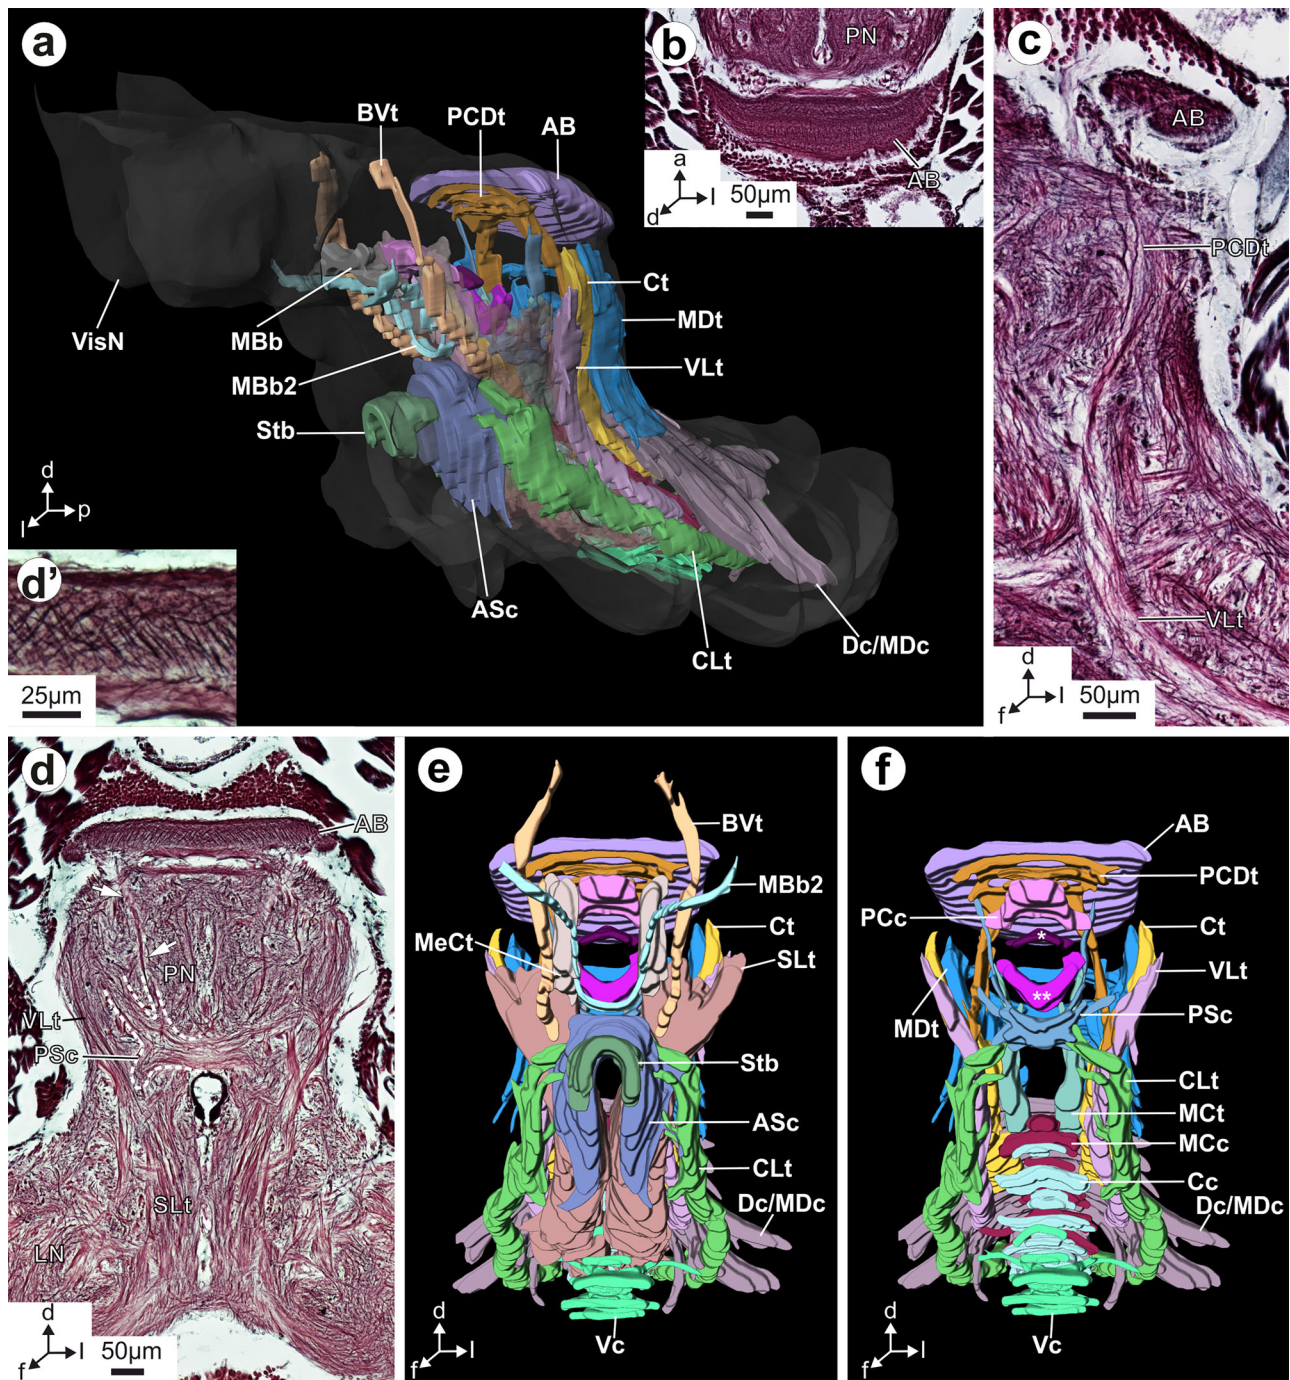 a
BVt
PCDt
AB
VisN
MBb
MBb2
Stb
Ct
MDt
VLt
ASc
CLt
Dc/MDc
d
p
l
b
PN
AB
a
l
d
50µm
c
AB
PCDt
VLt
d
l
f
50µm
d'
25µm
d
AB
PN
VLt
PSc
SLt
LN
d
l
f
50µm
e
BVt
MBb2
Ct
MeCt
SLt
Stb
ASc
CLt
Dc/MDc
Vc
d
l
f
f
AB
PCDt
PCc
*
Ct
VLt
**
MDt
PSc
CLt
MCt
MCc
Cc
Dc/MDc
Vc
d
l
f